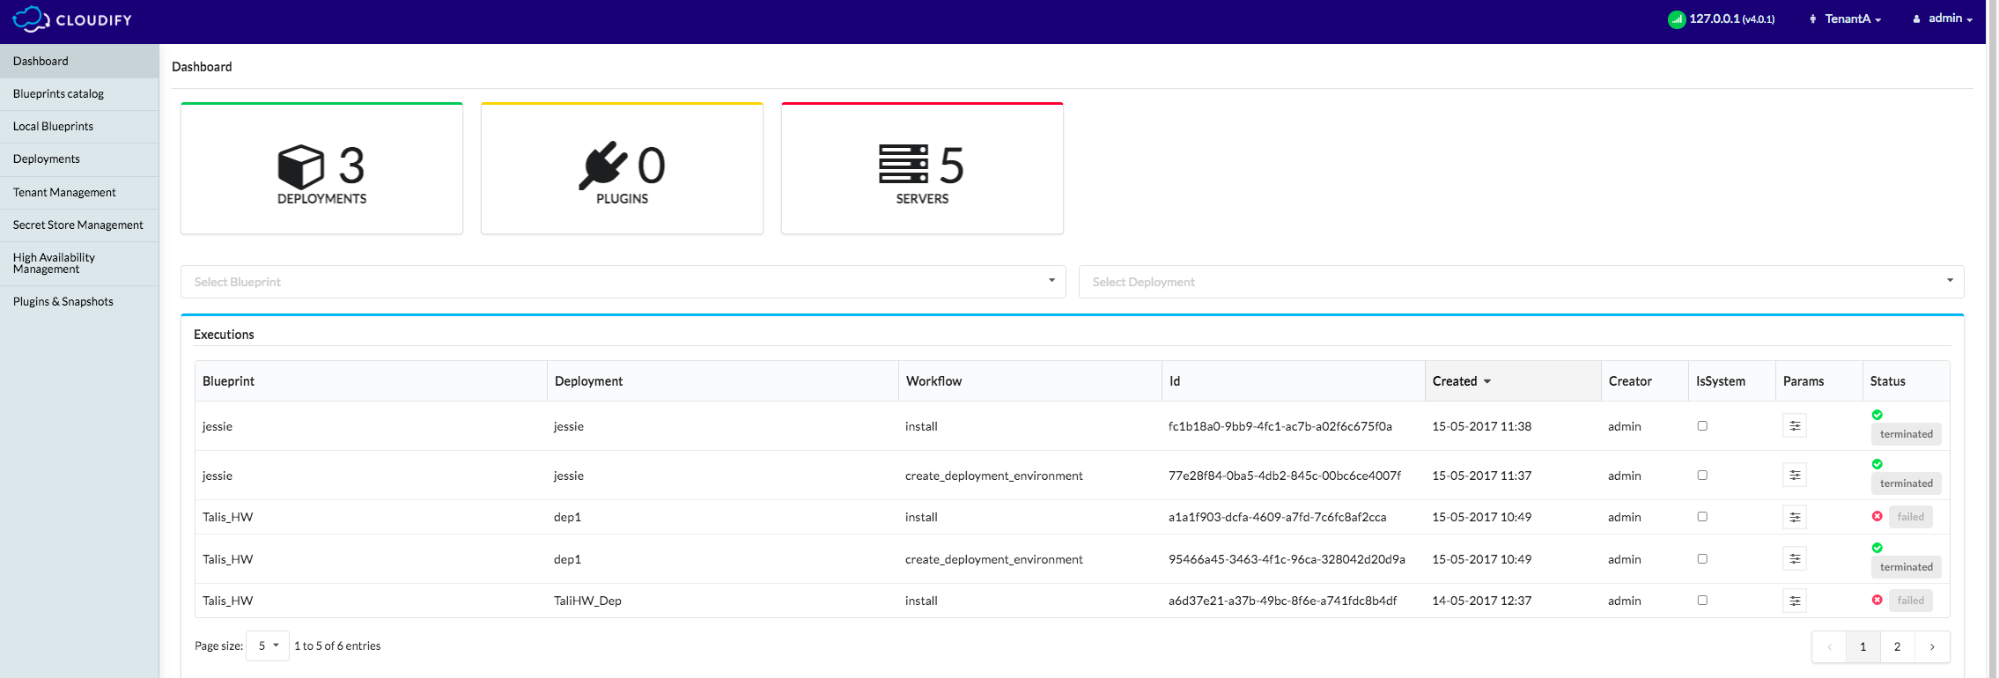 CLOUDIFY
127.0.0.1 (v4.0.1) TenantA admin
Dashboard
Blueprints catalog
Local Blueprints
Deployments
Tenant Management
Secret Store Management
High Availability
Management
Plugins & Snapshots
Dashboard
3
DEPLOYMENTS
0
PLUGINS
5
SERVERS
Select Blueprint
Select Deployment
Executions
Blueprint Deployment Workflow Id Created Creator IsSystem Params Status
jessie jessie install fc1b18a0-9bb9-4fc1-ac7b-a02f6c675f0a 15-05-2017 11:38 admin terminated
jessie jessie create_deployment_environment 77e28f84-0ba5-4db2-845c-00bc6ce4007f 15-05-2017 11:37 admin terminated
Talis_HW dep1 install a1a1f903-dcfa-4609-a7fd-7c6fc8af2cca 15-05-2017 10:49 admin failed
Talis_HW dep1 create_deployment_environment 95466a45-3463-4f1c-96ca-328042d20d9a 15-05-2017 10:49 admin terminated
Talis_HW TaliHW_Dep install a6d37e21-a37b-49bc-8f6e-a741fdc8b4df 14-05-2017 12:37 admin failed
Page size: 5 1 to 5 of 6 entries ‹ 1 2 ›